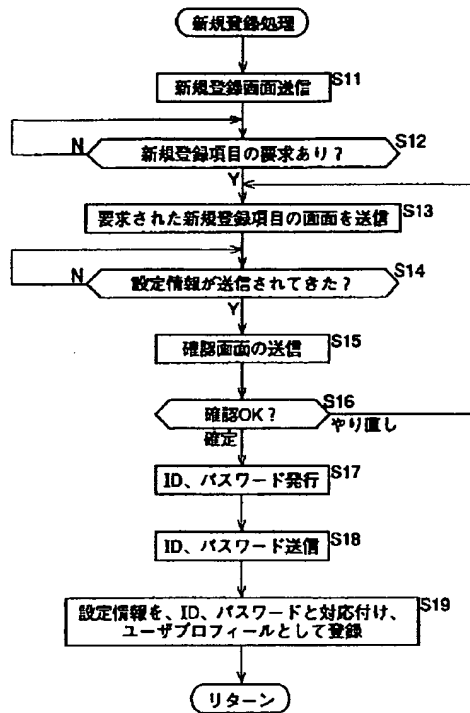 新規登録処理
新規登録画面送信
S11
新規登録項目の要求あり?
S12
N
Y
要求された新規登録項目の画面を送信
S13
設定情報が送信されてきた?
S14
N
Y
確認画面の送信
S15
確認OK?
S16
やり直し
確定
ID、パスワード発行
S17
ID、パスワード送信
S18
設定情報を、ID、パスワードと対応付け、
ユーザプロフィールとして登録
S19
リターン